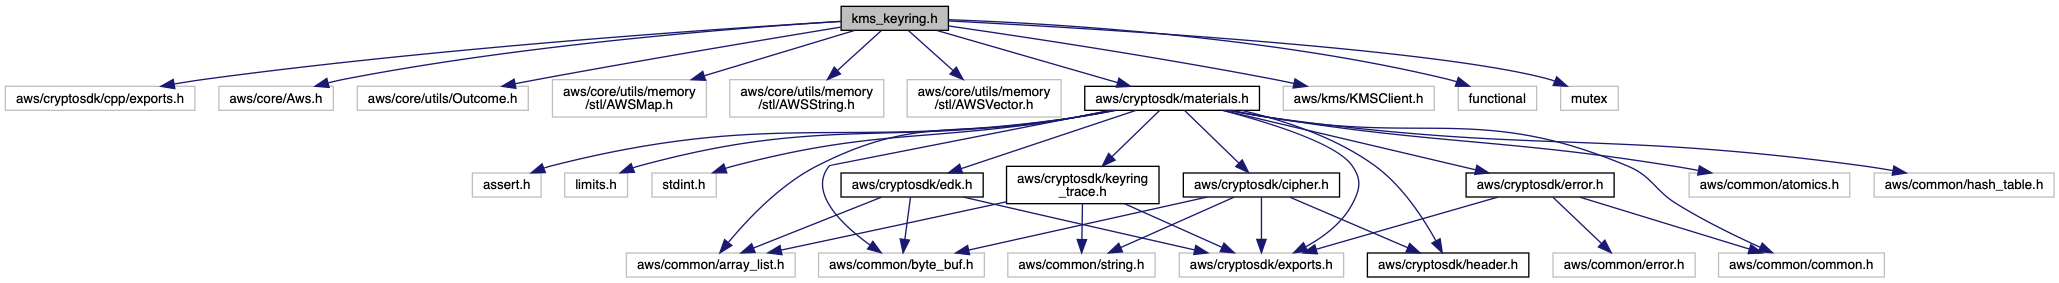 kms_keyring.h
aws/cryptosdk/cpp/exports.h
aws/core/Aws.h
aws/core/utils/Outcome.h
aws/core/utils/memory
/stl/AWSMap.h
aws/core/utils/memory
/stl/AWSString.h
aws/core/utils/memory
/stl/AWSVector.h
aws/cryptosdk/materials.h
aws/kms/KMSClient.h
functional
mutex
assert.h
limits.h
stdint.h
aws/cryptosdk/edk.h
aws/cryptosdk/keyring
_trace.h
aws/cryptosdk/cipher.h
aws/cryptosdk/error.h
aws/common/atomics.h
aws/common/hash_table.h
aws/common/array_list.h
aws/common/byte_buf.h
aws/common/string.h
aws/cryptosdk/exports.h
aws/cryptosdk/header.h
aws/common/error.h
aws/common/common.h